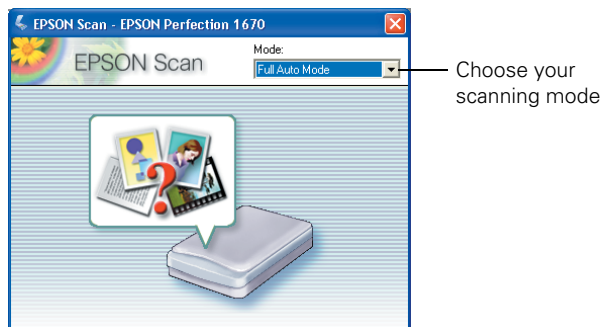 EPSON Scan - EPSON Perfection 1670
EPSON Scan
Mode:
Full Auto Mode
Choose your
scanning mode